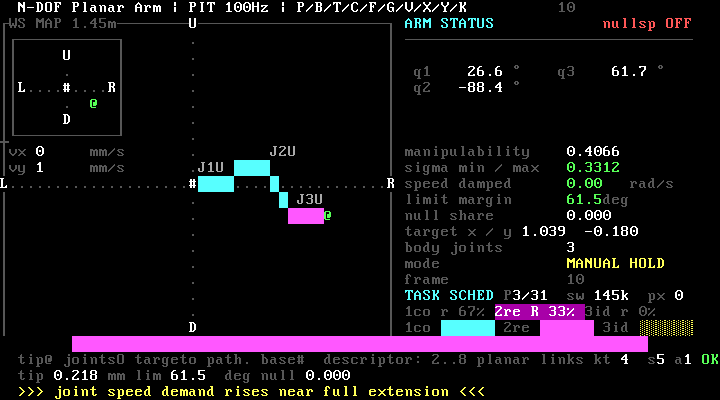 N-DOF Planar Arm ¦ PIT 100Hz ¦ P/B/T/C/F/G/V/X/Y/K 10
WS MAP 1.45m U ARM STATUS nullsp OFF
U
q1 26.6 ° q3 61.7 °
L....#....R q2 -88.4 °
@
D
vx 0 mm/s manipulability 0.4066
vy 1 mm/s J1U J2U sigma min / max 0.3312
L # R speed damped 0.00 rad/s
J3U limit margin 61.5deg
@ null share 0.000
target x / y 1.039 -0.180
body joints 3
mode MANUAL HOLD
frame 10
TASK SCHED P3/31 sw 145k px 0
1co r 67% 2re R 33% 3id r 0%
D 1co 2re 3id
tip@ jointsO targeto path. base# descriptor: 2..8 planar links kt 4 s5 a1 OK
tip 0.218 mm lim 61.5 deg null 0.000
>>> joint speed demand rises near full extension <<<